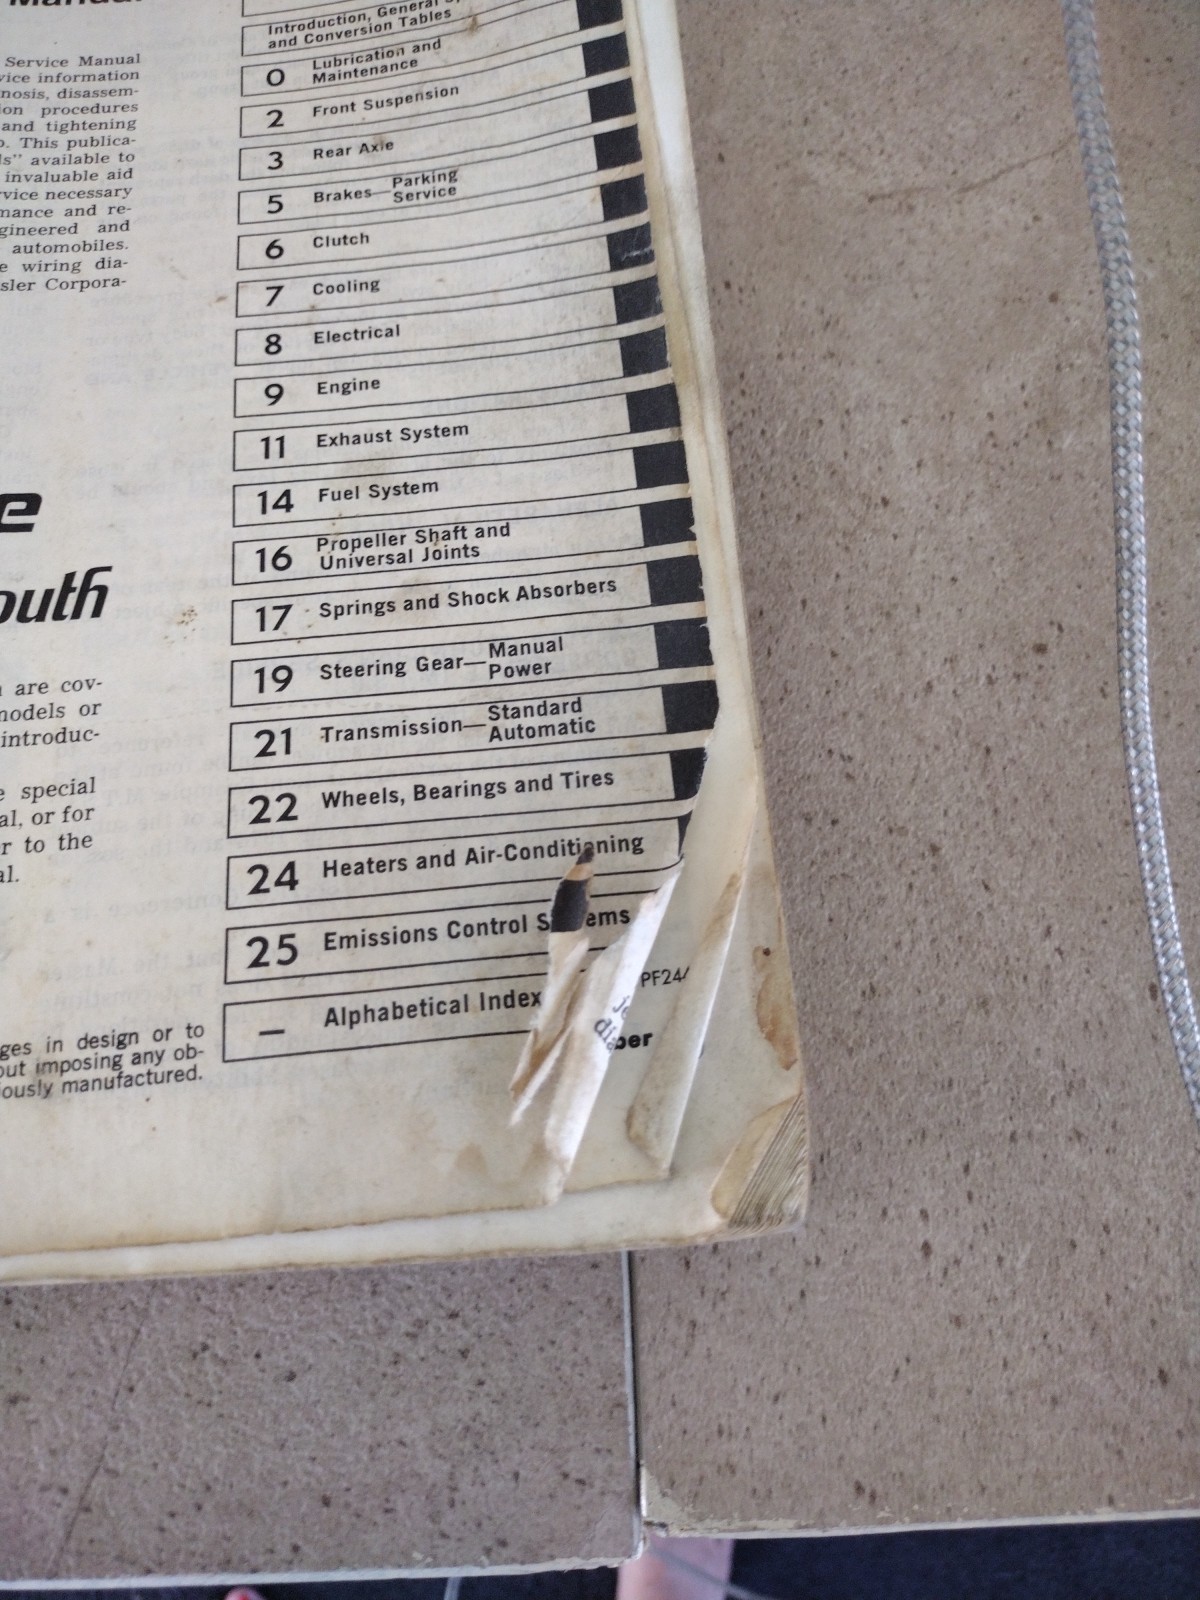 Manual
Service Manual
vice information
nosis, disassem-
ion procedures
and tightening
o. This publica-
ls" available to
invaluable aid
rvice necessary
mance and re-
gineered and
automobiles.
e wiring dia-
sler Corpora-
e
outh
are cov-
models or
introduc-
e special
al, or for
r to the
al.
ges in design or to
out imposing any ob-
iously manufactured.
Introduction, General
and Conversion Tables
0 Lubrication and
Maintenance
2 Front Suspension
3 Rear Axle
5 Brakes—Parking
Service
6 Clutch
7 Cooling
8 Electrical
9 Engine
11 Exhaust System
14 Fuel System
16 Propeller Shaft and
Universal Joints
17 Springs and Shock Absorbers
19 Steering Gear—Manual
Power
21 Transmission—Standard
Automatic
22 Wheels, Bearings and Tires
24 Heaters and Air-Conditioning
25 Emissions Control S ems
— Alphabetical Index
PF24
ber